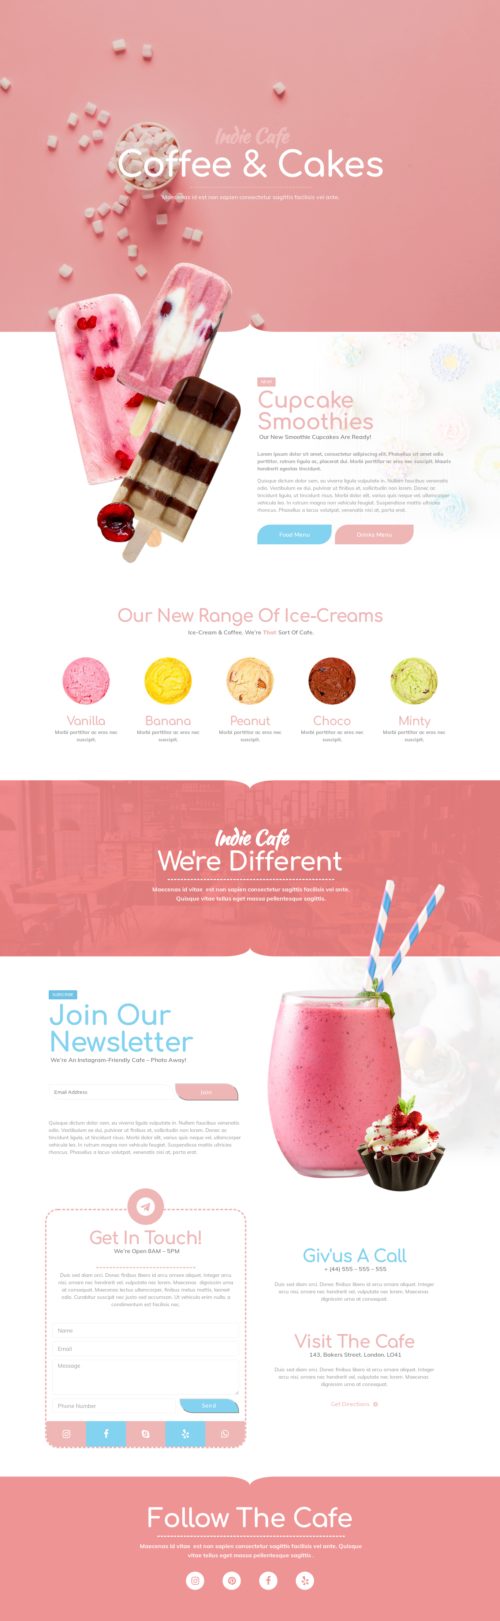 Indie Cafe
Coffee & Cakes
Maecenas id est non sapien consectetur sagittis facilisis vel ante.
NEW!
Cupcake
Smoothies
Our New Smoothie Cupcakes Are Ready!
Lorem ipsum dolor sit amet, consectetur adipiscing elit. Phasellus sit amet odio
porttitor, rutrum ligula ac, placerat dui. Morbi porttitor ac eros nec suscipit. Mauris
hendrerit egestas tincidunt.
Quisque dictum dolor sem, eu viverra ligula vulputate in. Nullam faucibus venenatis
odio. Vestibulum ex dui, pulvinar ut finibus et, sollicitudin non lorem. Donec ac
tincidunt ligula, ut tincidunt risus. Morbi dolor elit, varius quis neque vel, ullamcorper
vehicula leo. In rutrum mi rutrum congue feugiat. Suspendisse mattis ultricies
rhoncus. Phasellus a lacus volutpat, venenatis risus at, porta erat.
Food Menu
Drinks Menu
Our New Range Of Ice-Creams
Ice-Cream & Coffee. We're That Sort Of Cafe.
Vanilla
Banana
Peanut
Choco
Minty
Morbi porttitor ac eros nec
suscipit.
Morbi porttitor ac eros nec
suscipit.
Morbi porttitor ac eros nec
suscipit.
Morbi porttitor ac eros nec
suscipit.
Morbi porttitor ac eros nec
suscipit.
Indie Cafe
We're Different
Maecenas id vitae est non sapien consectetur sagittis facilisis vel ante.
Quisque vitae tellus eget massa pellentesque sagittis.
SUBSCRIBE
Join Our
Newsletter
We're An Instagram-Friendly Cafe – Photo Away!
Email Address
Join
Quisque dictum dolor sem, eu viverra ligula vulputate in. Nullam faucibus venenatis
odio. Vestibulum ex dui, pulvinar ut finibus et, sollicitudin non lorem. Donec ac
tincidunt ligula, ut tincidunt risus. Morbi dolor elit, varius quis neque vel, ullamcorper
vehicula leo. In rutrum mi rutrum congue feugiat. Suspendisse mattis ultricies
rhoncus. Phasellus a lacus volutpat, venenatis risus at, porta erat.
Get In Touch!
We're Open 8AM – 5PM
Duis sed diam orci. Donec finibus libero id arcu ornare aliquet. Integer
arcu nisi, ornare nec hendrerit vel, vulputate nec lorem. Maecenas dignissim urna
at consequat. Maecenas lectus ullamcorper, finibus metus mattis, laoreet
odio. Curabitur suscipit nec justo sed accumsan. Ut vehicula enim nulla, a
condimentum est facilisis nec.
Name
Email
Message
Phone Number
Send
Giv'us A Call
+ (44) 555 – 555 – 555
Duis sed diam orci. Donec finibus libero id arcu ornare aliquet. Integer
arcu nisi, ornare nec hendrerit vel, vulputate nec lorem. Maecenas
dignissim urna at consequat.
Visit The Cafe
143, Bakers Street, London, LO41
Duis sed diam orci. Donec finibus libero id arcu ornare aliquet. Integer
arcu nisi, ornare nec hendrerit vel, vulputate nec lorem. Maecenas
dignissim urna at consequat.
Get Directions
Follow The Cafe
Maecenas id vitae est non sapien consectetur sagittis facilisis vel ante. Quisque
vitae tellus eget massa pellentesque sagittis .